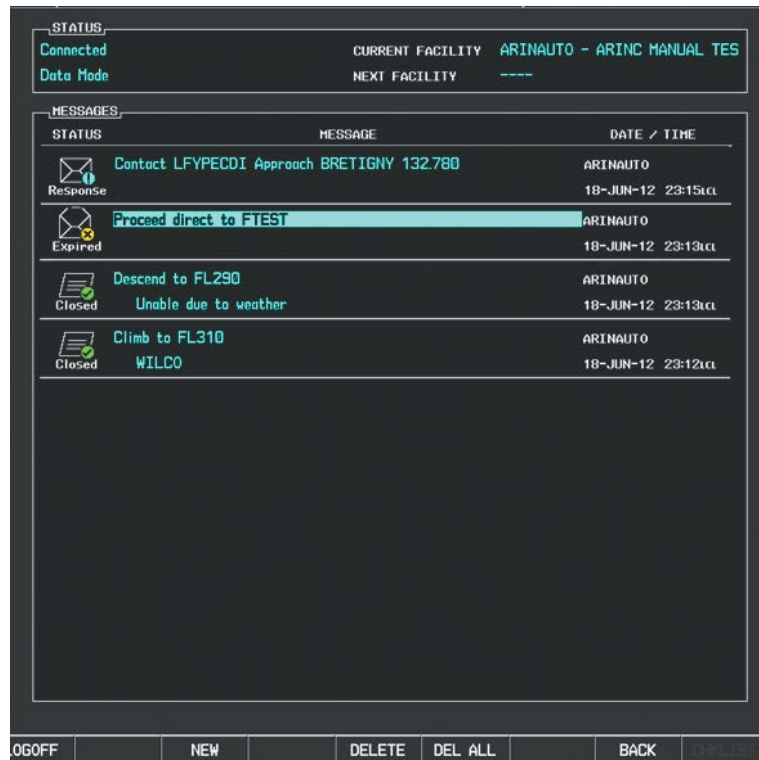 STATUS
Connected CURRENT FACILITY ARINAUTO - ARINC MANUAL TES
Data Mode NEXT FACILITY ----
MESSAGES
STATUS MESSAGE DATE / TIME
Contact LFYPECDI Approach BRETIGNY 132.780 ARINAUTO
Response 18-JUN-12 23:15LCL
Proceed direct to FTEST ARINAUTO
Expired 18-JUN-12 23:13LCL
Descend to FL290 ARINAUTO
Closed Unable due to weather 18-JUN-12 23:13LCL
Climb to FL310 ARINAUTO
Closed WILCO 18-JUN-12 23:12LCL
OGOFF NEW DELETE DEL ALL BACK CHKLIST